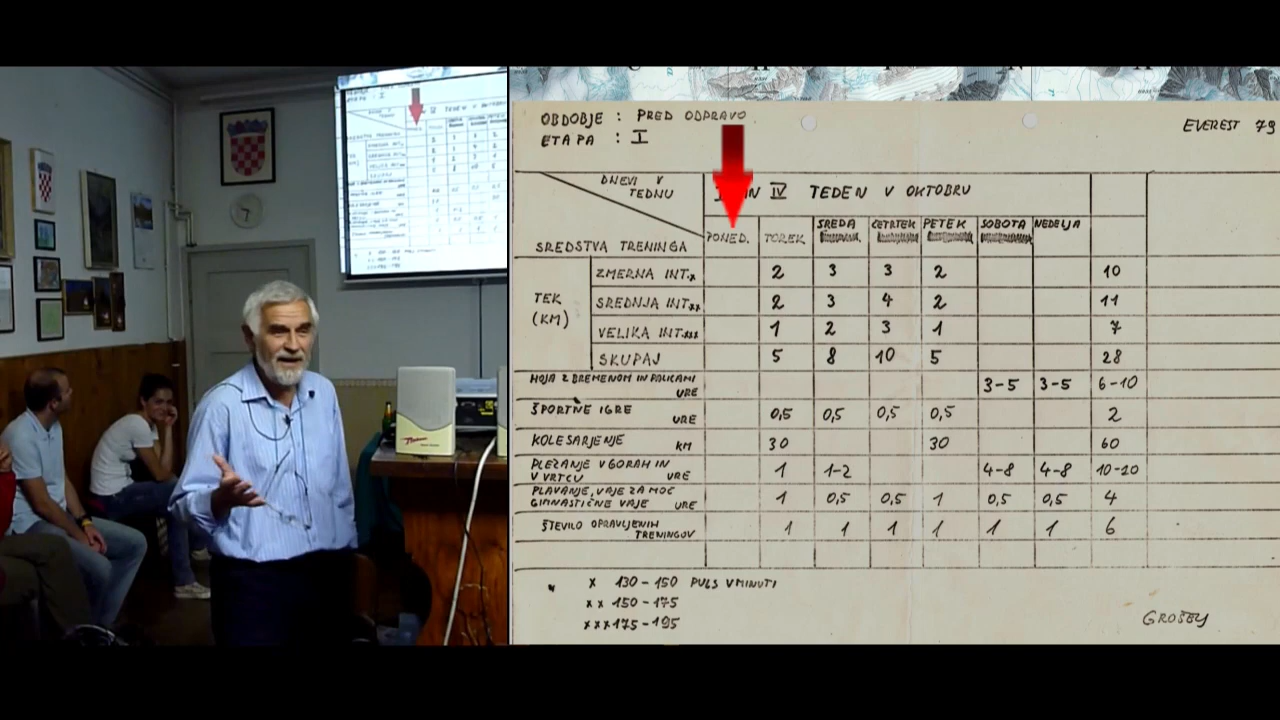 OBDOBJE : PRED ODPRAVO
ETAPA : I
EVEREST 79
DNEVI V TEDNU
IN IV TEDEN V OKTOBRU
SREDSTVA TRENINGA
PONED. TOREK SREDA ČETRTEK PETEK SOBOTA NEDELJA
TEK (KM)
ZMERNA INT.x 2 3 3 2 10
SREDNJA INT.xx 2 3 4 2 11
VELIKA INT.xxx 1 2 3 1 7
SKUPAJ 5 8 10 5 28
HOJA Z BREMENOM IN PALICAMI URE 3-5 3-5 6-10
ŠPORTNE IGRE URE 0,5 0,5 0,5 0,5 2
KOLESARJENJE KM 30 30 60
PLEZANJE V GORAH IN V VRTCU URE 1 1-2 4-8 4-8 10-20
PLAVANJE, VAJE ZA MOČ GIMNASTIČNE VAJE URE 1 0,5 0,5 1 0,5 0,5 4
ŠTEVILO OPRAVLJENIH TRENINGOV 1 1 1 1 1 1 6
x 130-150 PULS V MINUTI
xx 150-175
xxx 175-195